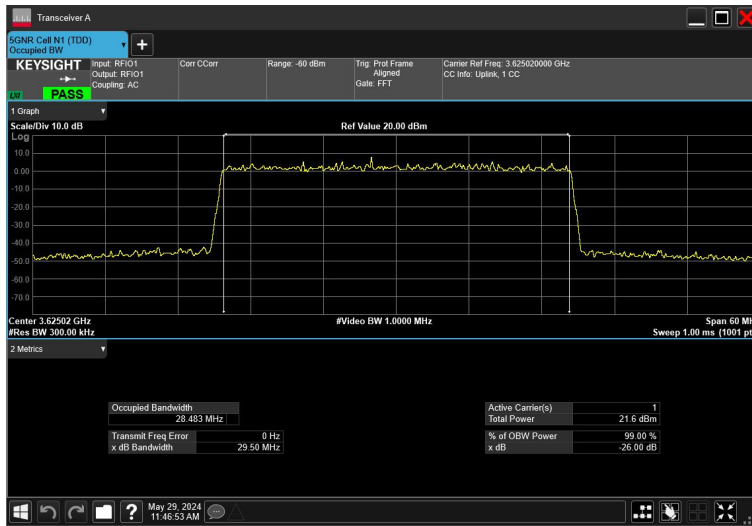 Transceiver A
5GNR Cell N1 (TDD)
Occupied BW
KEYSIGHT
LXI
PASS
Input: RFIO1
Output: RFIO1
Coupling: AC
Corr CCorr
Range: -60 dBm
Trig: Prot Frame
Aligned
Gate: FFT
Carrier Ref Freq: 3.625020000 GHz
CC Info: Uplink, 1 CC
1 Graph
Scale/Div 10.0 dB
Ref Value 20.00 dBm
Log
10.0
0.00
-10.0
-20.0
-30.0
-40.0
-50.0
-60.0
-70.0
Center 3.62502 GHz
#Video BW 1.0000 MHz
Span 60 MH
#Res BW 300.00 kHz
Sweep 1.00 ms (1001 pt
2 Metrics
Occupied Bandwidth
28.483 MHz
Transmit Freq Error 0 Hz
x dB Bandwidth 29.50 MHz
Active Carrier(s) 1
Total Power 21.6 dBm
% of OBW Power 99.00 %
x dB -26.00 dB
?
May 29, 2024
11:46:53 AM